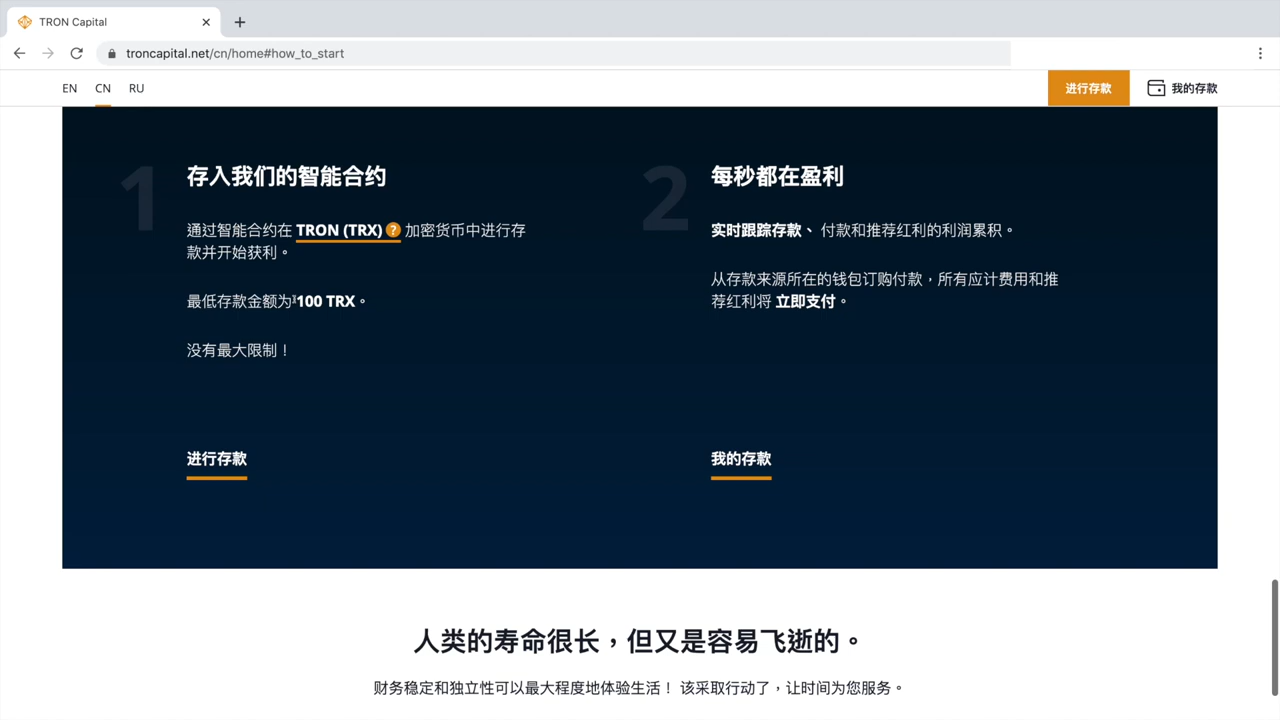 TRON Capital
troncapital.net/cn/home#how_to_start
EN CN RU
进行存款
我的存款
1
存入我们的智能合约
通过智能合约在 TRON (TRX) ? 加密货币中进行存
款并开始获利。
最低存款金额为100 TRX。
没有最大限制！
进行存款
2
每秒都在盈利
实时跟踪存款、 付款和推荐红利的利润累积。
从存款来源所在的钱包订购付款，所有应计费用和推
荐红利将 立即支付。
我的存款
人类的寿命很长，但又是容易飞逝的。
财务稳定和独立性可以最大程度地体验生活！ 该采取行动了，让时间为您服务。